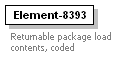 Element-8393
Returnable package load
contents, coded